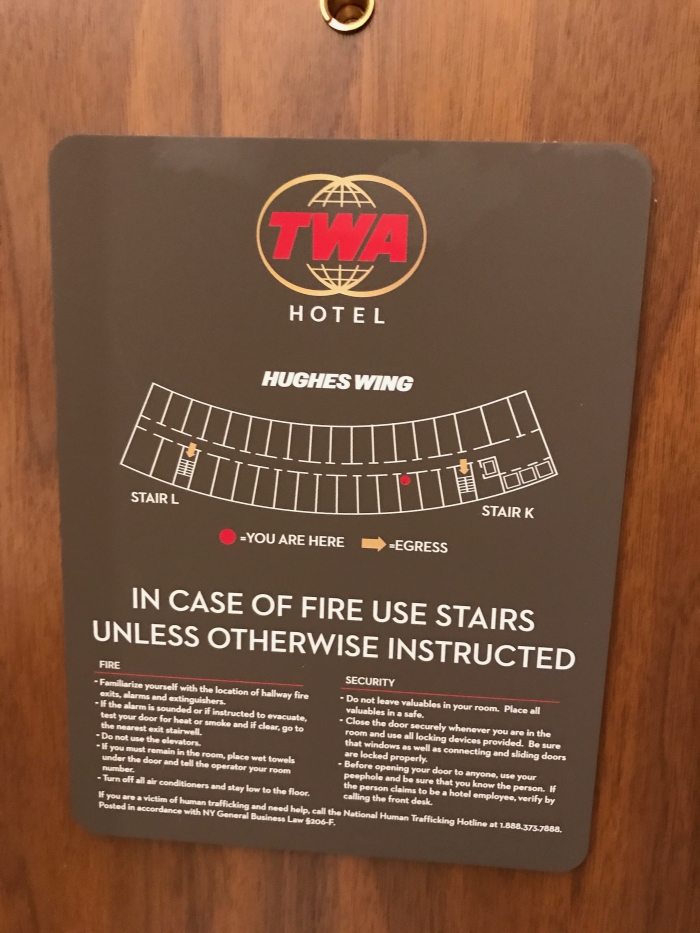 TWA
HOTEL
HUGHES WING
STAIR L
STAIR K
=YOU ARE HERE
=EGRESS
IN CASE OF FIRE USE STAIRS
UNLESS OTHERWISE INSTRUCTED
FIRE
- Familiarize yourself with the location of hallway fire
exits, alarms and extinguishers.
- If the alarm is sounded or if instructed to evacuate,
test your door for heat or smoke and if clear, go to
the nearest exit stairwell.
- Do not use the elevators.
- If you must remain in the room, place wet towels
under the door and tell the operator your room
number.
- Turn off all air conditioners and stay low to the floor.
SECURITY
- Do not leave valuables in your room. Place all
valuables in a safe.
- Close the door securely whenever you are in the
room and use all locking devices provided. Be sure
that windows as well as connecting and sliding doors
are locked properly.
- Before opening your door to anyone, use your
peephole and be sure that you know the person. If
the person claims to be a hotel employee, verify by
calling the front desk.
If you are a victim of human trafficking and need help, call the National Human Trafficking Hotline at 1.888.373.7888.
Posted in accordance with NY General Business Law §206-F.